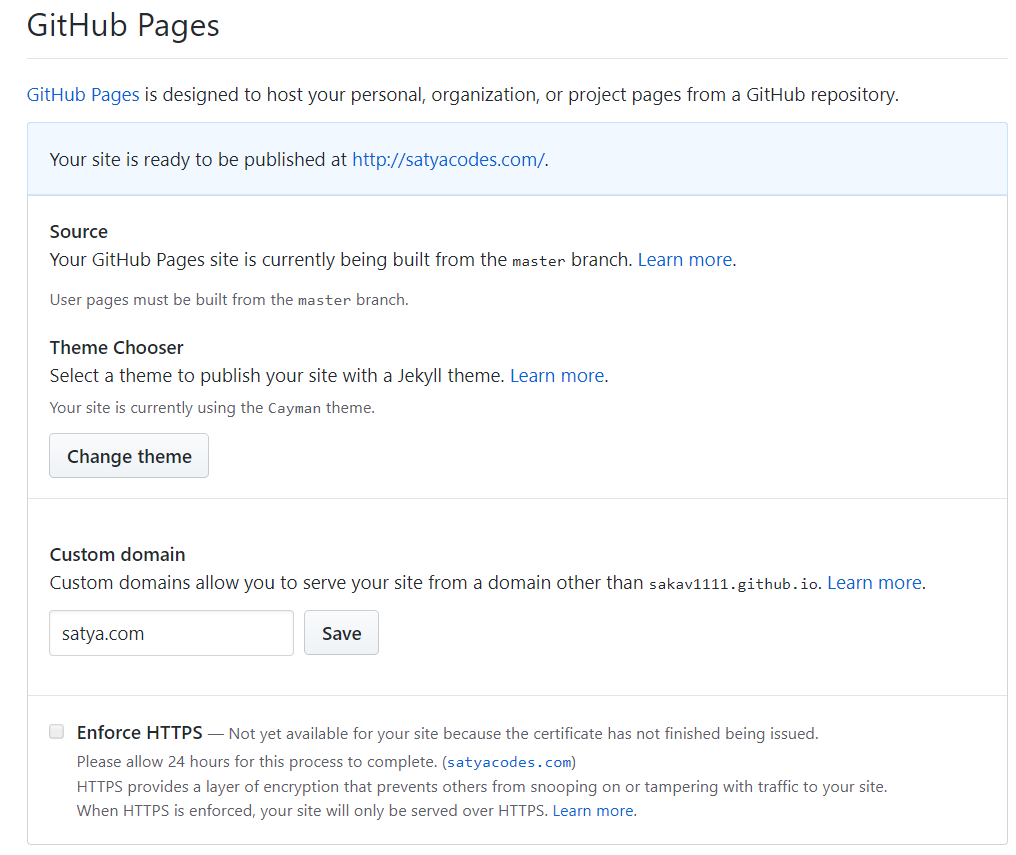 GitHub Pages
GitHub Pages is designed to host your personal, organization, or project pages from a GitHub repository.
Your site is ready to be published at http://satyacodes.com/.
Source
Your GitHub Pages site is currently being built from the master branch. Learn more.
User pages must be built from the master branch.
Theme Chooser
Select a theme to publish your site with a Jekyll theme. Learn more.
Your site is currently using the Cayman theme.
Change theme
Custom domain
Custom domains allow you to serve your site from a domain other than sakav1111.github.io. Learn more.
satya.com Save
Enforce HTTPS — Not yet available for your site because the certificate has not finished being issued.
Please allow 24 hours for this process to complete. (satyacodes.com)
HTTPS provides a layer of encryption that prevents others from snooping on or tampering with traffic to your site.
When HTTPS is enforced, your site will only be served over HTTPS. Learn more.